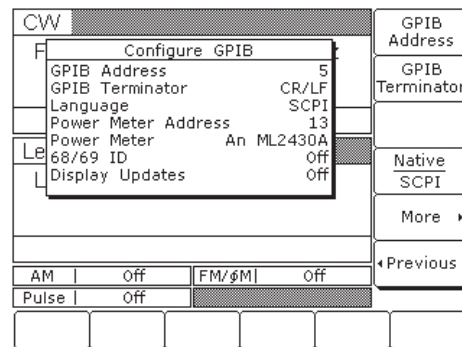 CW
F
Configure GPIB
GPIB Address 5
GPIB Terminator CR/LF
Language SCPI
Power Meter Address 13
Power Meter An ML2430A
68/69 ID Off
Display Updates Off
Le
L
AM Off FM/ϕM Off
Pulse Off
GPIB
Address
GPIB
Terminator
Native
SCPI
More
Previous